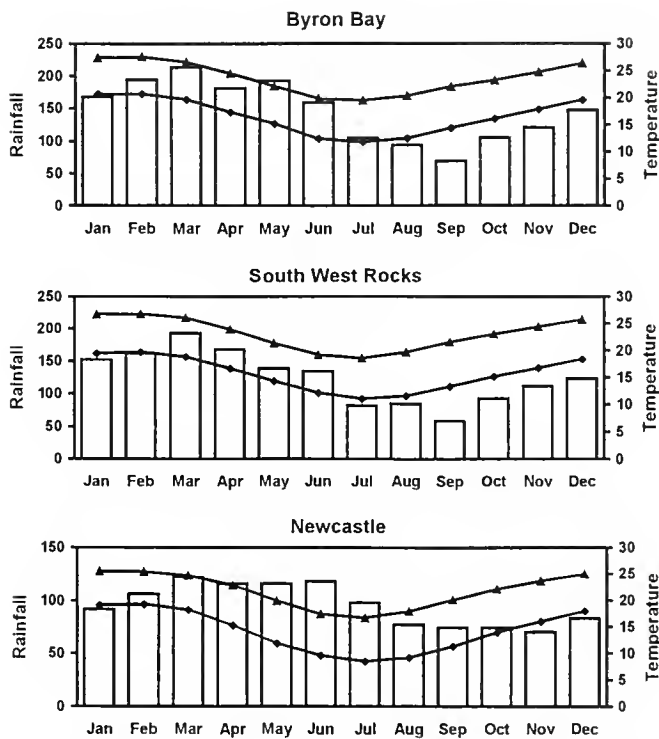 Byron Bay
250 30
200 25
150 20
100 15
50 10
0 5
0
Rainfall
Temperature
Jan Feb Mar Apr May Jun Jul Aug Sep Oct Nov Dec
South West Rocks
250 30
200 25
150 20
100 15
50 10
0 5
0
Rainfall
Temperature
Jan Feb Mar Apr May Jun Jul Aug Sep Oct Nov Dec
Newcastle
150 30
100 25
50 20
0 15
10
5
0
Rainfall
Temperature
Jan Feb Mar Apr May Jun Jul Aug Sep Oct Nov Dec